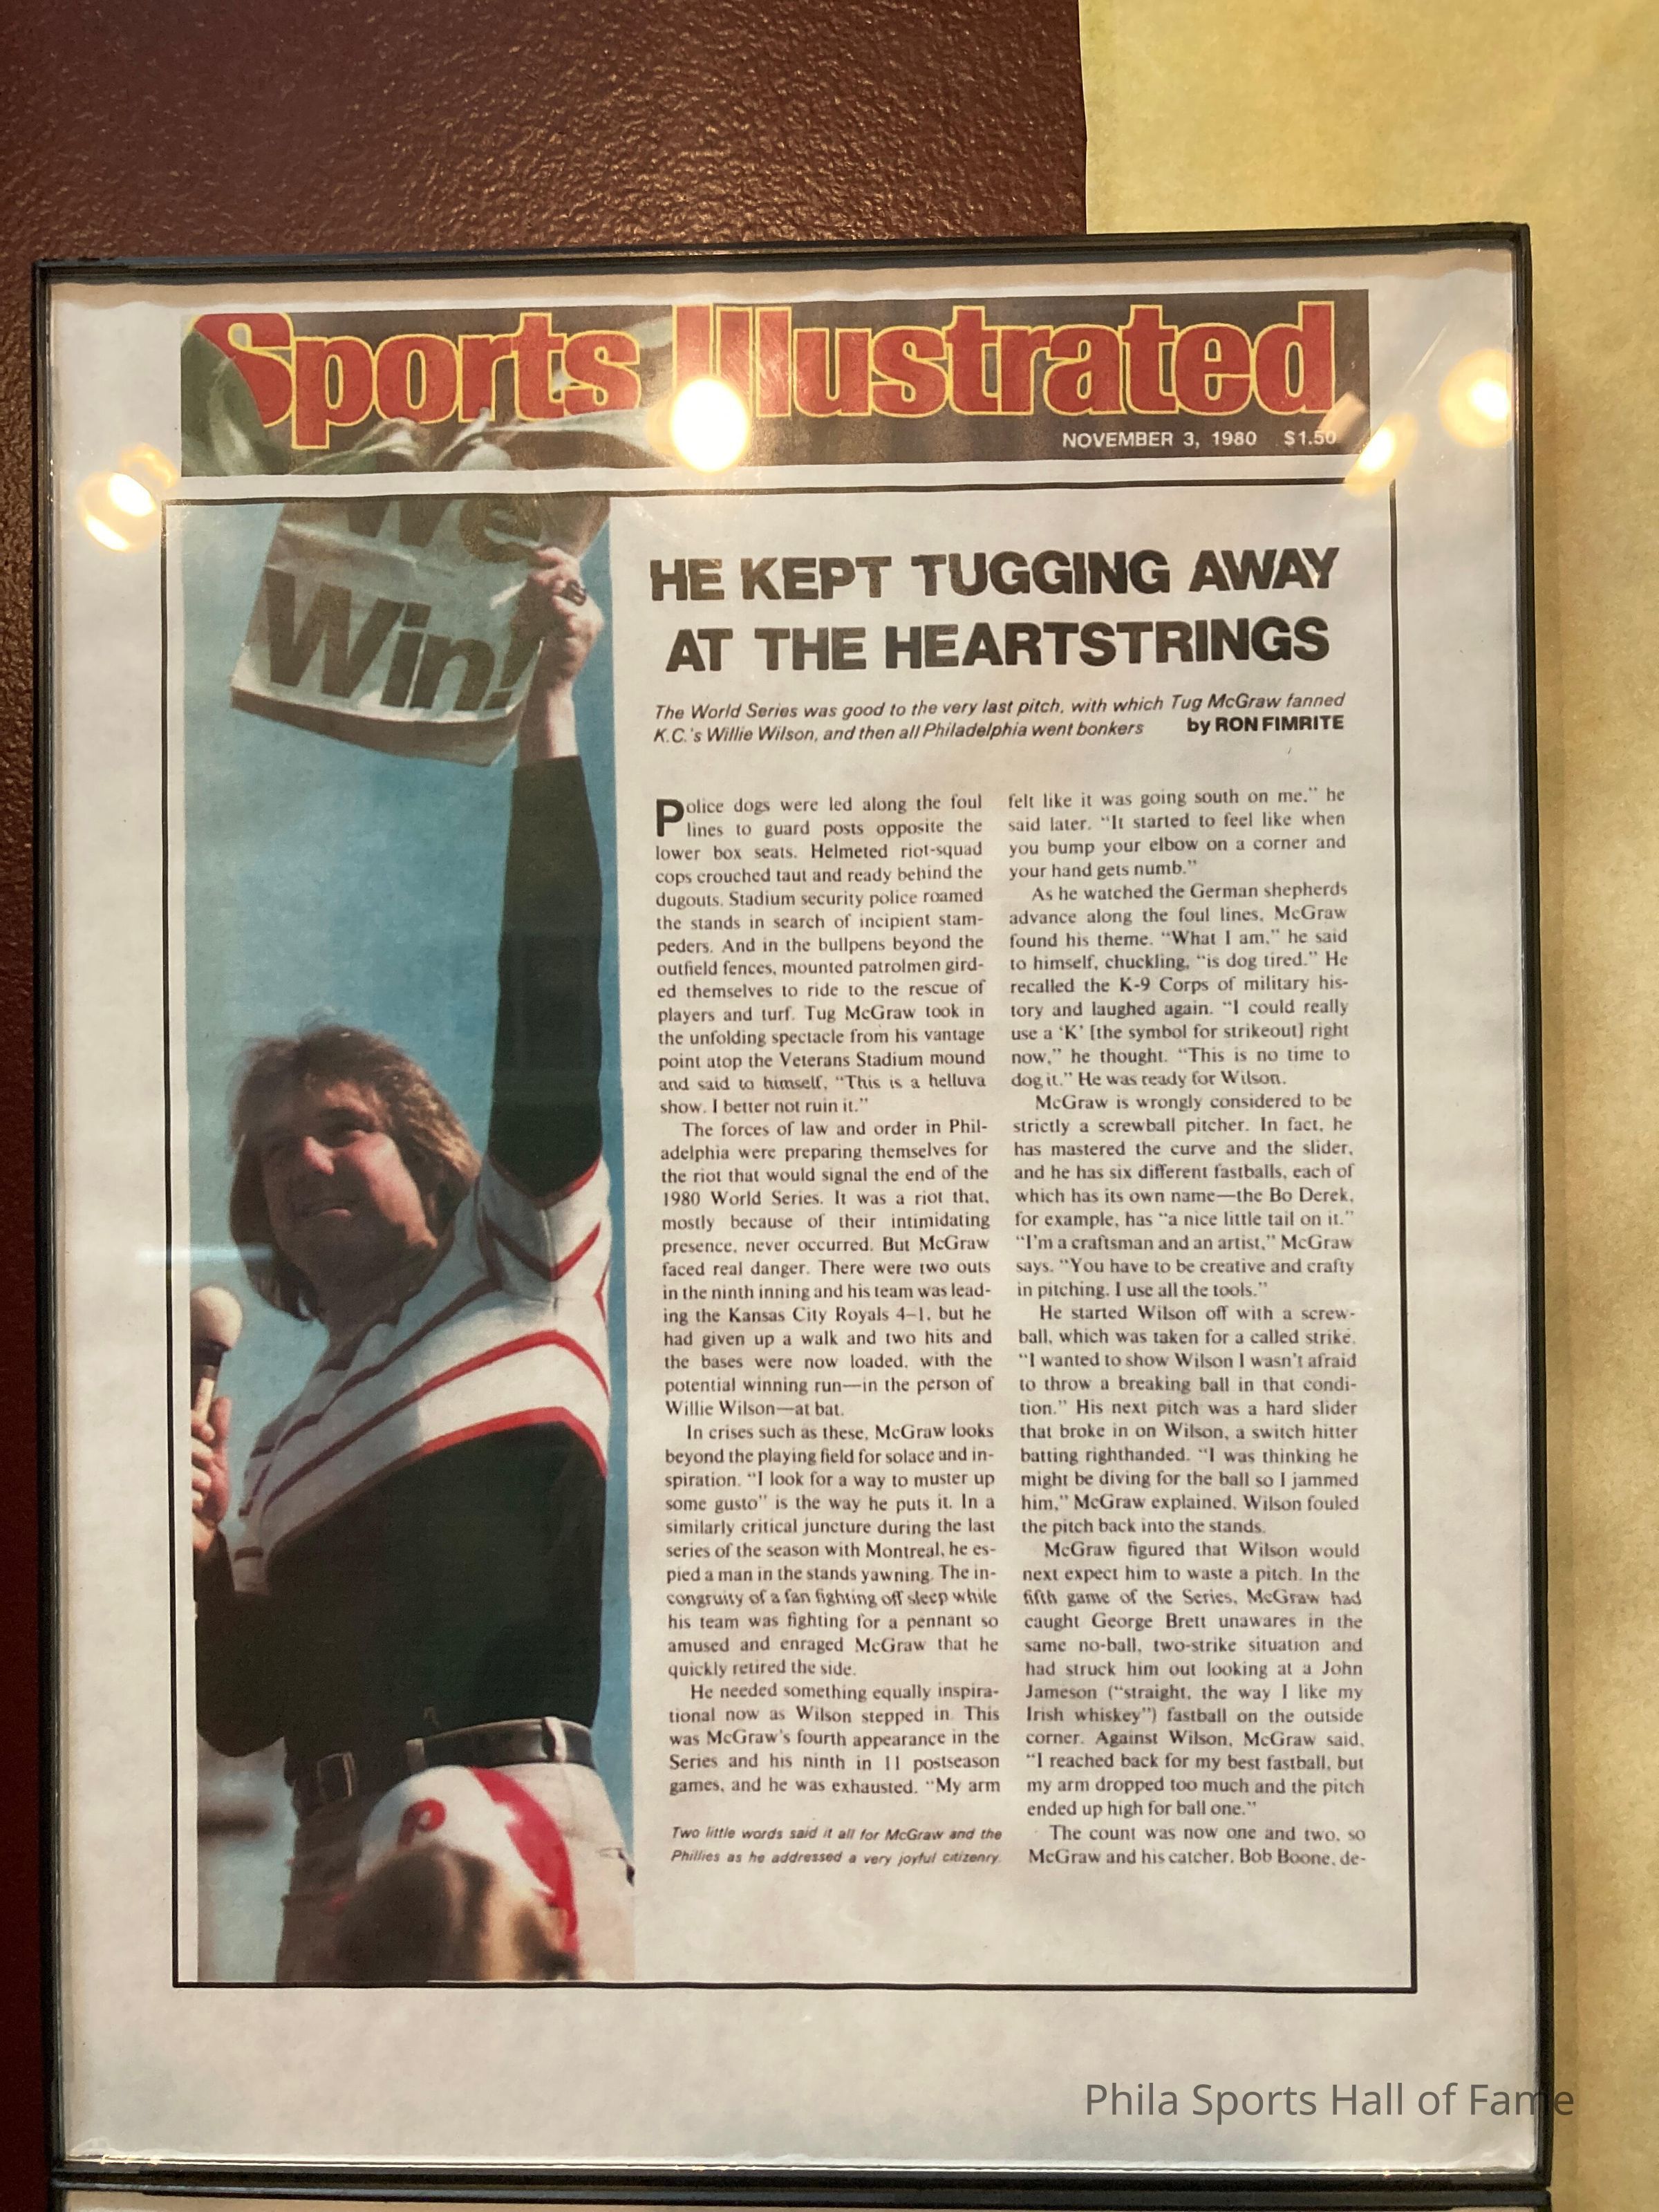 Sports Illustrated
NOVEMBER 3, 1980 $1.50
We
Win!
HE KEPT TUGGING AWAY
AT THE HEARTSTRINGS
The World Series was good to the very last pitch, with which Tug McGraw fanned
K.C.'s Willie Wilson, and then all Philadelphia went bonkers by RON FIMRITE
Police dogs were led along the foul
lines to guard posts opposite the
lower box seats. Helmeted riot-squad
cops crouched taut and ready behind the
dugouts. Stadium security police roamed
the stands in search of incipient stam-
peders. And in the bullpens beyond the
outfield fences, mounted patrolmen gird-
ed themselves to ride to the rescue of
players and turf. Tug McGraw took in
the unfolding spectacle from his vantage
point atop the Veterans Stadium mound
and said to himself, “This is a helluva
show. I better not ruin it.”
The forces of law and order in Phil-
adelphia were preparing themselves for
the riot that would signal the end of the
1980 World Series. It was a riot that,
mostly because of their intimidating
presence, never occurred. But McGraw
faced real danger. There were two outs
in the ninth inning and his team was lead-
ing the Kansas City Royals 4–1, but he
had given up a walk and two hits and
the bases were now loaded, with the
potential winning run—in the person of
Willie Wilson—at bat.
In crises such as these, McGraw looks
beyond the playing field for solace and in-
spiration. “I look for a way to muster up
some gusto” is the way he puts it. In a
similarly critical juncture during the last
series of the season with Montreal, he es-
pied a man in the stands yawning. The in-
congruity of a fan fighting off sleep while
his team was fighting for a pennant so
amused and enraged McGraw that he
quickly retired the side.
He needed something equally inspira-
tional now as Wilson stepped in. This
was McGraw's fourth appearance in the
Series and his ninth in 11 postseason
games, and he was exhausted. “My arm
Two little words said it all for McGraw and the
Phillies as he addressed a very joyful citizenry.
felt like it was going south on me.” he
said later. “It started to feel like when
you bump your elbow on a corner and
your hand gets numb.”
As he watched the German shepherds
advance along the foul lines, McGraw
found his theme. “What I am,” he said
to himself, chuckling, “is dog tired.” He
recalled the K-9 Corps of military his-
tory and laughed again. “I could really
use a ‘K’ [the symbol for strikeout] right
now,” he thought. “This is no time to
dog it.” He was ready for Wilson.
McGraw is wrongly considered to be
strictly a screwball pitcher. In fact, he
has mastered the curve and the slider,
and he has six different fastballs, each of
which has its own name—the Bo Derek,
for example, has “a nice little tail on it.”
“I'm a craftsman and an artist,” McGraw
says. “You have to be creative and crafty
in pitching. I use all the tools.”
He started Wilson off with a screw-
ball, which was taken for a called strike.
“I wanted to show Wilson I wasn't afraid
to throw a breaking ball in that condi-
tion.” His next pitch was a hard slider
that broke in on Wilson, a switch hitter
batting righthanded. “I was thinking he
might be diving for the ball so I jammed
him,” McGraw explained. Wilson fouled
the pitch back into the stands.
McGraw figured that Wilson would
next expect him to waste a pitch. In the
fifth game of the Series, McGraw had
caught George Brett unawares in the
same no-ball, two-strike situation and
had struck him out looking at a John
Jameson (“straight, the way I like my
Irish whiskey”) fastball on the outside
corner. Against Wilson, McGraw said,
“I reached back for my best fastball, but
my arm dropped too much and the pitch
ended up high for ball one.”
The count was now one and two, so
McGraw and his catcher, Bob Boone, de-
P
Phila Sports Hall of Fame